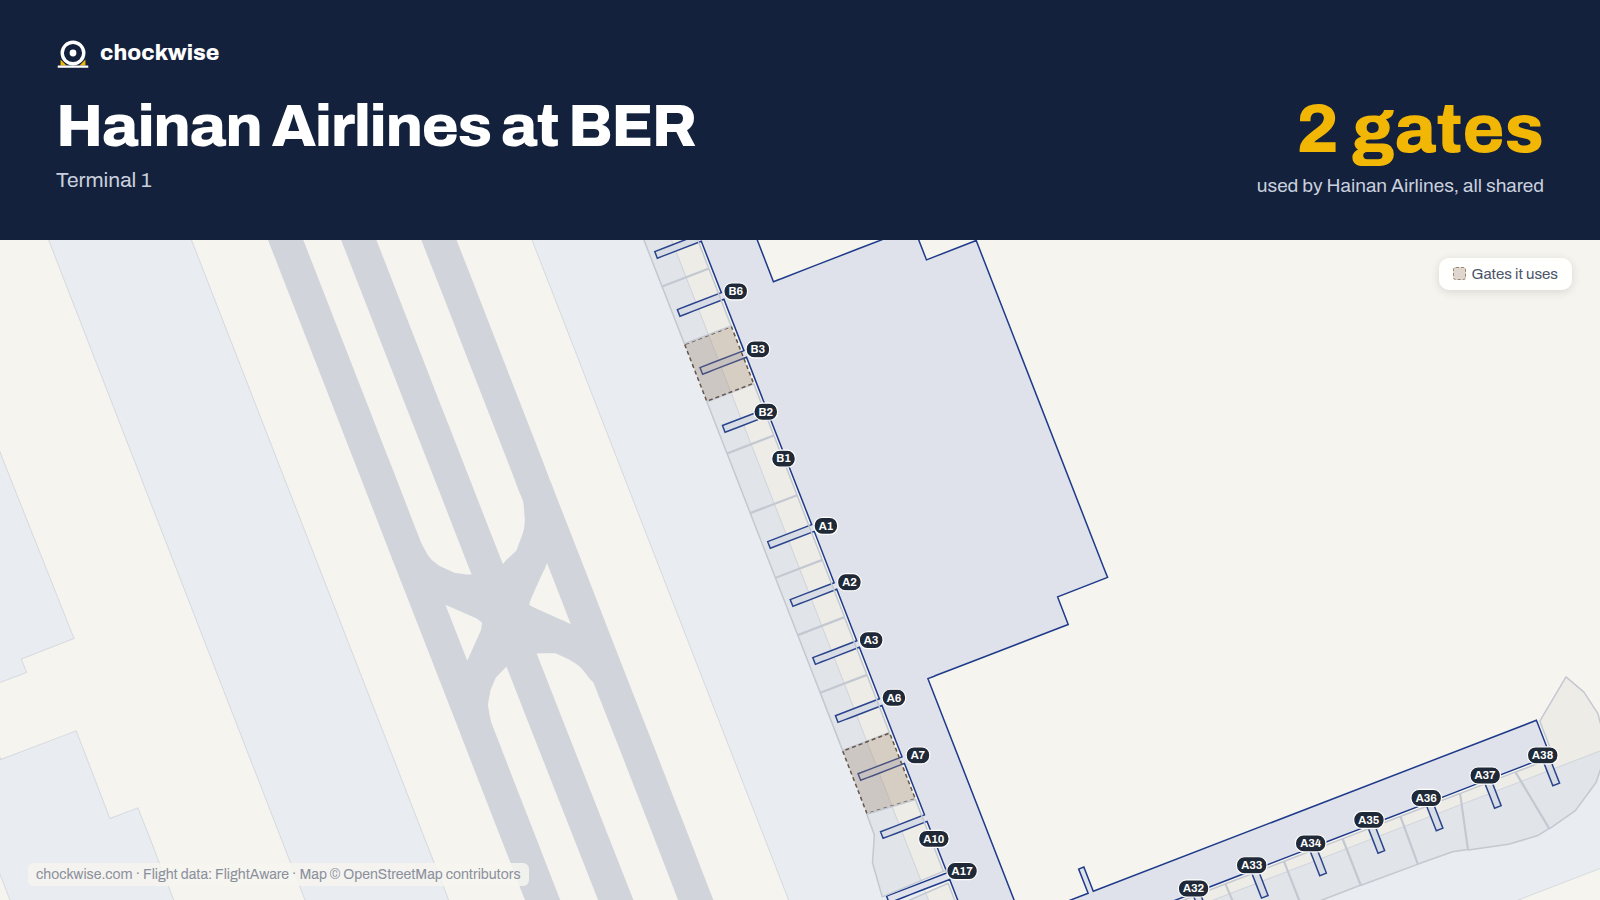 chockwise
Hainan Airlines at BER
Terminal 1
2 gates
used by Hainan Airlines, all shared
Gates it uses
B6
B3
B2
B1
A1
A2
A3
A6
A7
A10
A17
A38
A37
A36
A35
A34
A33
A32
chockwise.com · Flight data: FlightAware · Map © OpenStreetMap contributors